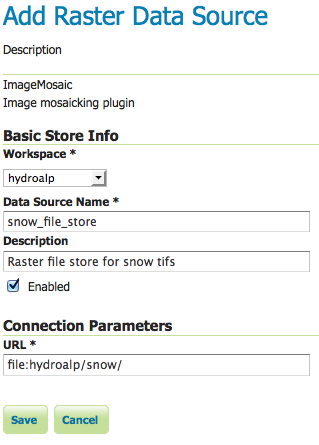 Add Raster Data Source
Description
ImageMosaic
Image mosaicking plugin
Basic Store Info
Workspace *
hydroalp
Data Source Name *
snow_file_store
Description
Raster file store for snow tifs
Enabled
Connection Parameters
URL *
file:hydroalp/snow/
Save Cancel